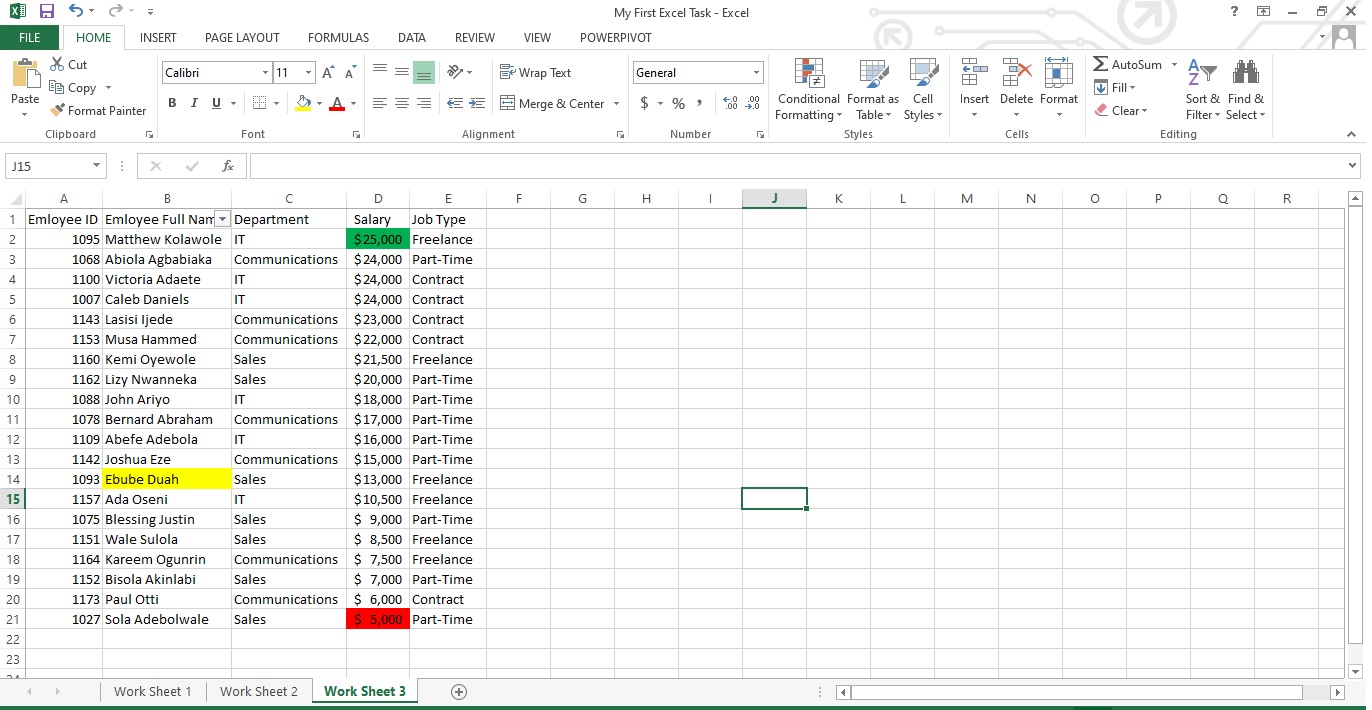 My First Excel Task - Excel
?
FILE HOME INSERT PAGE LAYOUT FORMULAS DATA REVIEW VIEW POWERPIVOT
Paste
Cut
Copy
Format Painter
Clipboard
Calibri 11 A A
B I U A
Font
Wrap Text
Merge & Center
Alignment
General
$ % ,
Number
Conditional Formatting
Format as Table
Cell Styles
Styles
Insert Delete Format
Cells
AutoSum
Fill
Clear
Sort & Filter
Find & Select
Editing
J15 fx
A B C D E F G H I J K L M N O P Q R
1 Emloyee ID Emloyee Full Nam Department Salary Job Type
2 1095 Matthew Kolawole IT $25,000 Freelance
3 1068 Abiola Agbabiaka Communications $24,000 Part-Time
4 1100 Victoria Adaete IT $24,000 Contract
5 1007 Caleb Daniels IT $24,000 Contract
6 1143 Lasisi Ijede Communications $23,000 Contract
7 1153 Musa Hammed Communications $22,000 Contract
8 1160 Kemi Oyewole Sales $21,500 Freelance
9 1162 Lizy Nwanneka Sales $20,000 Part-Time
10 1088 John Ariyo IT $18,000 Part-Time
11 1078 Bernard Abraham Communications $17,000 Part-Time
12 1109 Abefe Adebola IT $16,000 Part-Time
13 1142 Joshua Eze Communications $15,000 Part-Time
14 1093 Ebube Duah Sales $13,000 Freelance
15 1157 Ada Oseni IT $10,500 Freelance
16 1075 Blessing Justin Sales $ 9,000 Part-Time
17 1151 Wale Sulola Sales $ 8,500 Freelance
18 1164 Kareem Ogunrin Communications $ 7,500 Freelance
19 1152 Bisola Akinlabi Sales $ 7,000 Part-Time
20 1173 Paul Otti Communications $ 6,000 Contract
21 1027 Sola Adebolwale Sales $ 5,000 Part-Time
22
23
24
Work Sheet 1 Work Sheet 2 Work Sheet 3